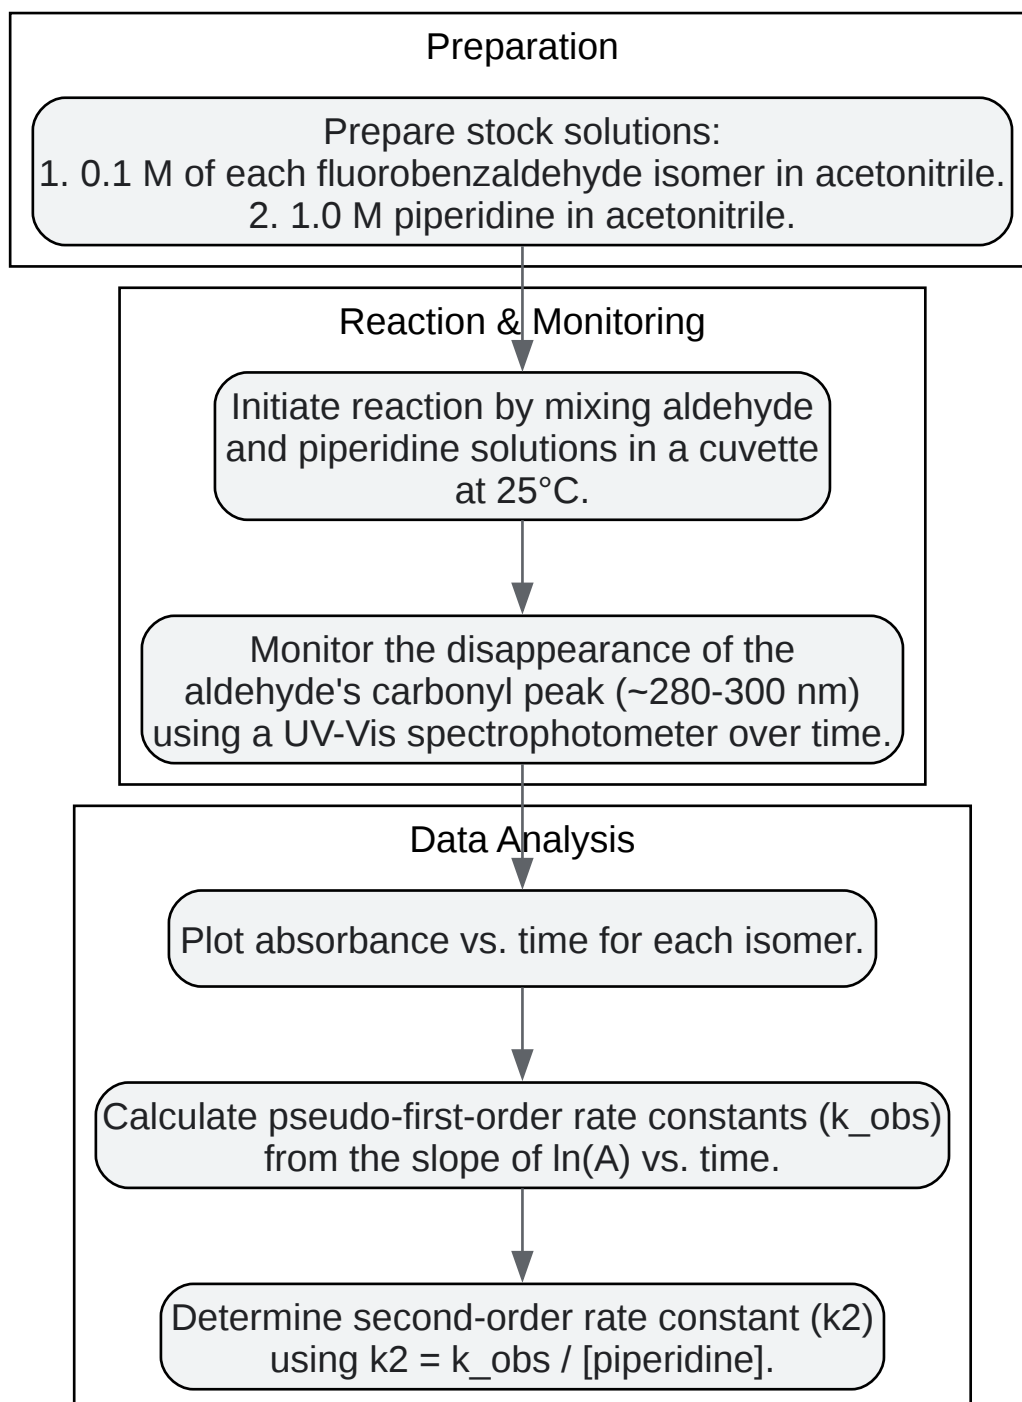 Preparation
Prepare stock solutions:
1. 0.1 M of each fluorobenzaldehyde isomer in acetonitrile.
2. 1.0 M piperidine in acetonitrile.
Reaction & Monitoring
Initiate reaction by mixing aldehyde
and piperidine solutions in a cuvette
at 25°C.
Monitor the disappearance of the
aldehyde's carbonyl peak (~280-300 nm)
using a UV-Vis spectrophotometer over time.
Data Analysis
Plot absorbance vs. time for each isomer.
Calculate pseudo-first-order rate constants (k_obs)
from the slope of ln(A) vs. time.
Determine second-order rate constant (k2)
using k2 = k_obs / [piperidine].